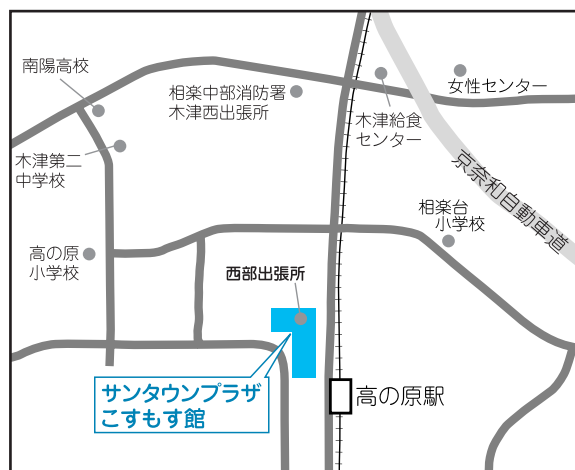 南陽高校
相楽中部消防署
木津西出張所
女性センター
木津給食
センター
木津第二
中学校
京奈和自動車道
相楽台
小学校
高の原
小学校
西部出張所
サンタウンプラザ
こすもす館
高の原駅